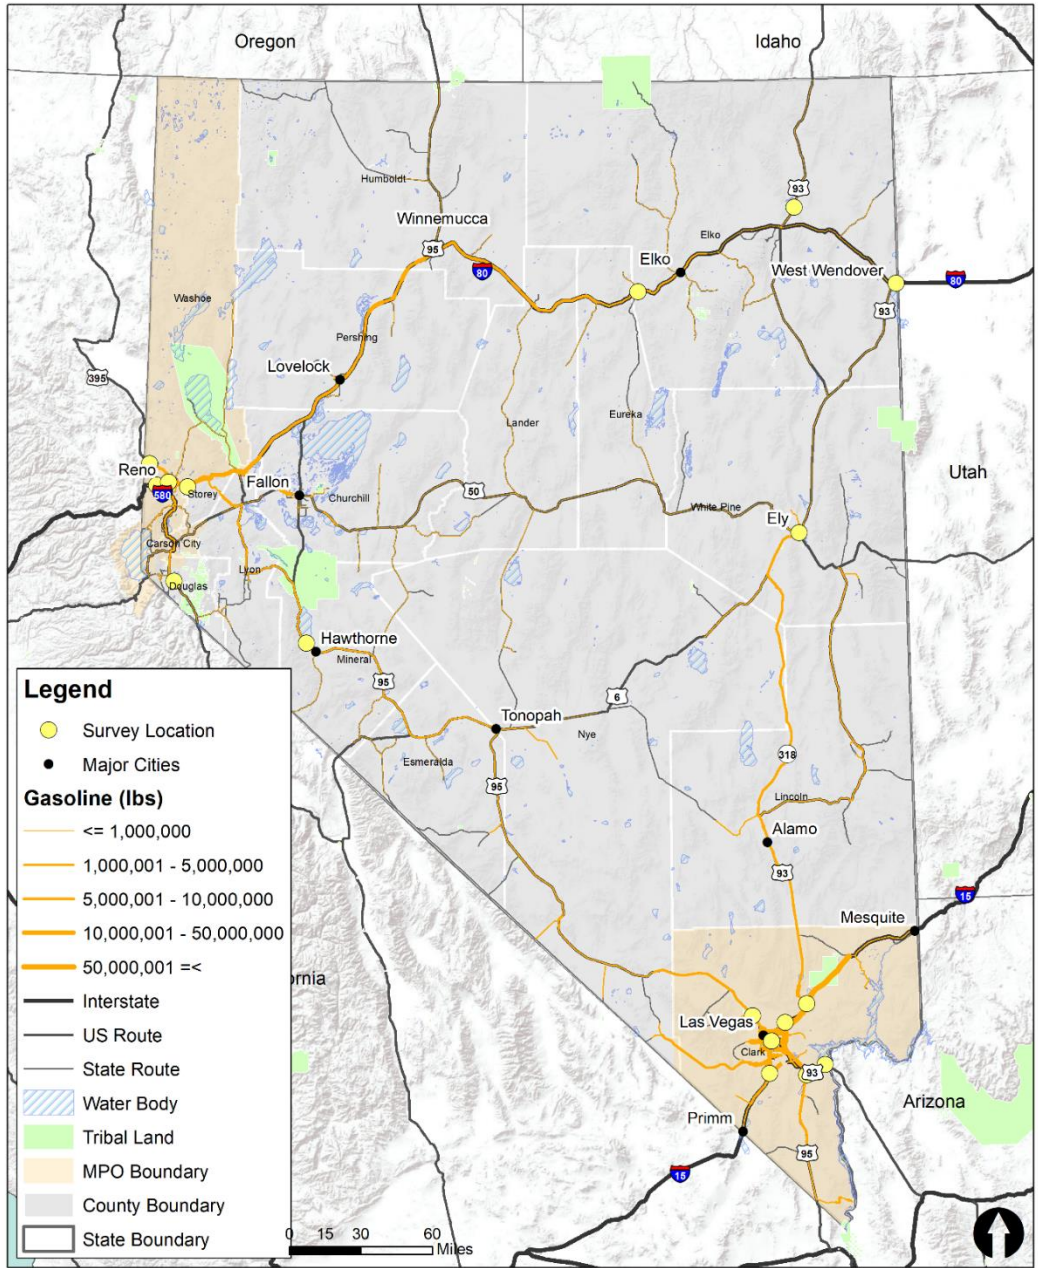 Oregon
Idaho
93
Humboldt
Winnemucca
95
Elko
Elko
80
West Wendover
80
Washoe
93
Pershing
Lovelock
395
Lander
Eureka
Utah
Reno
580
Storey
Fallon
Churchill
50
White Pine
Ely
Carson City
Lyon
Douglas
Hawthorne
Mineral
95
6
Tonopah
Nye
Esmeralda
318
95
Lincoln
Alamo
93
15
Mesquite
ornia
Las Vegas
Clark
93
Arizona
Primm
95
15
Legend
Survey Location
Major Cities
Gasoline (lbs)
<= 1,000,000
1,000,001 - 5,000,000
5,000,001 - 10,000,000
10,000,001 - 50,000,000
50,000,001 =<
Interstate
US Route
State Route
Water Body
Tribal Land
MPO Boundary
County Boundary
State Boundary
0 15 30 60
Miles